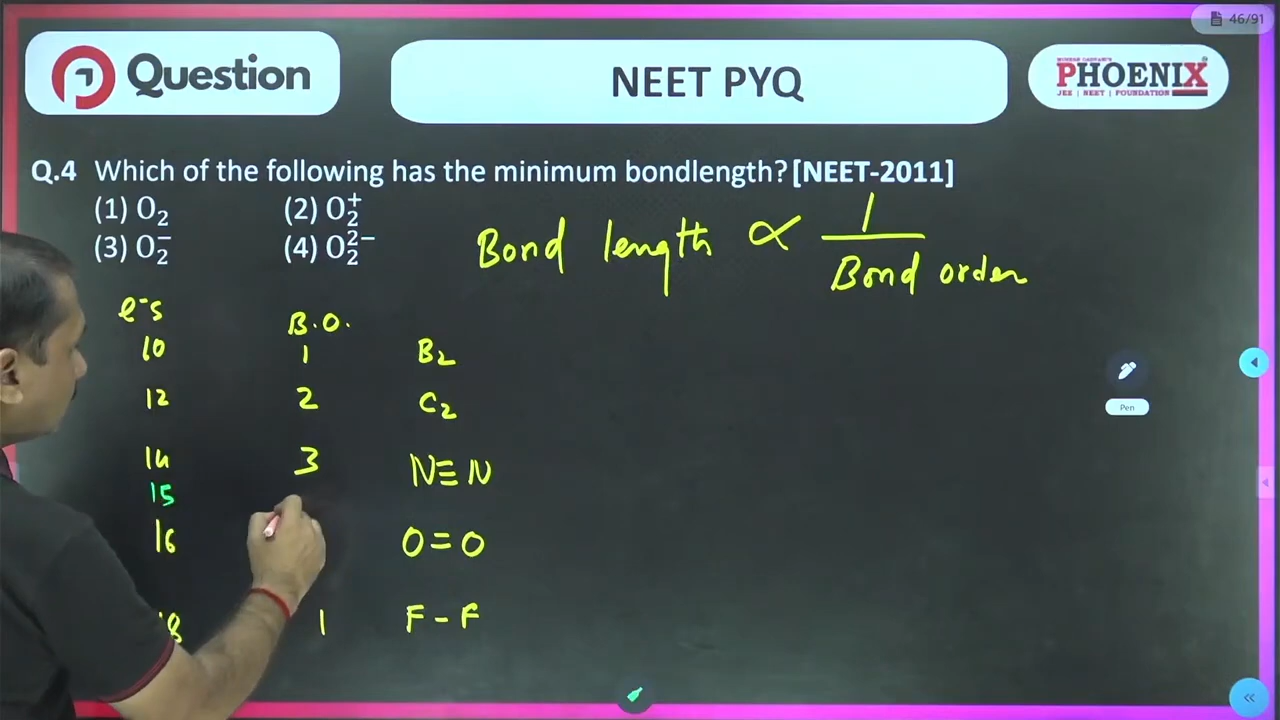 46/91
Question
NEET PYQ
PHOENIX
JEE | NEET | FOUNDATION
Q.4 Which of the following has the minimum bondlength? [NEET-2011]
(1) O₂ (2) O₂⁺
(3) O₂⁻ (4) O₂²⁻
Bond length ∝ 1
Bond order
e⁻s B.O.
10 1 B₂
12 2 C₂
14 3 N≡N
15
16 O=O
8 1 F-F
Pen